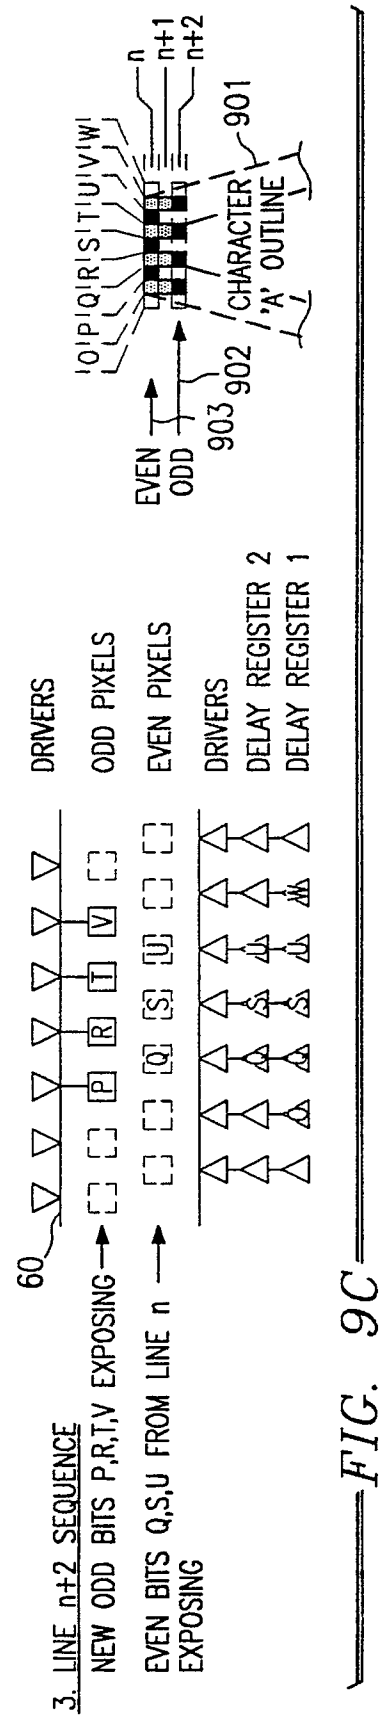 3. LINE n+2 SEQUENCE
NEW ODD BITS P,R,T,V EXPOSING
EVEN BITS Q,S,U FROM LINE n
EXPOSING
60
DRIVERS
P R T V
ODD PIXELS
Q S U
EVEN PIXELS
DRIVERS
Q S U
DELAY REGISTER 2
O Q S U W
DELAY REGISTER 1
O P Q R S T U V W
n
n+1
n+2
EVEN
ODD
903
902
901
CHARACTER
'A' OUTLINE
FIG. 9C